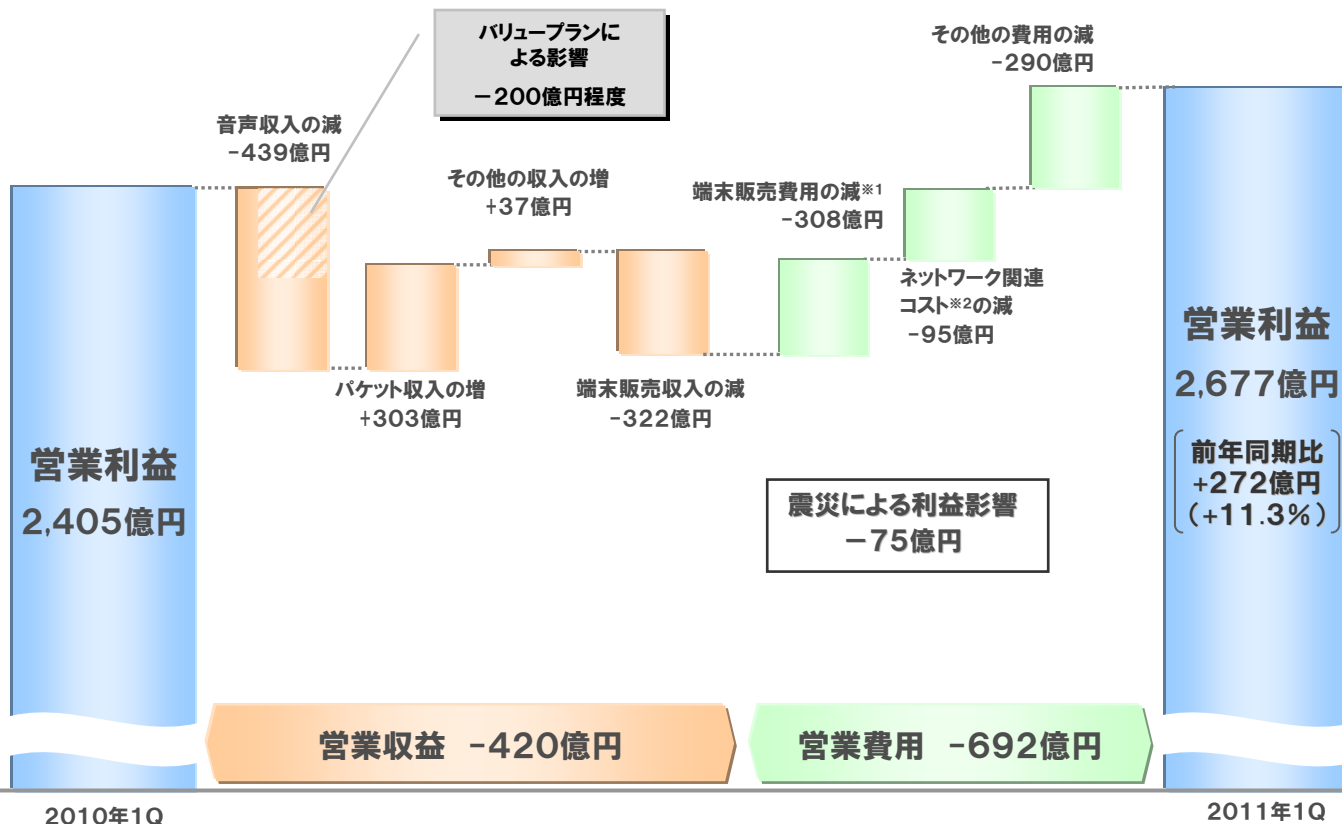 バリュープランに
よる影響
－200億円程度
その他の費用の減
-290億円
音声収入の減
-439億円
その他の収入の増
+37億円
端末販売費用の減※1
-308億円
ネットワーク関連
コスト※2の減
-95億円
パケット収入の増
+303億円
端末販売収入の減
-322億円
営業利益
2,405億円
営業利益
2,677億円
前年同期比
+272億円
（+11.3%）
震災による利益影響
－75億円
営業収益 -420億円
営業費用 -692億円
2010年1Q
2011年1Q